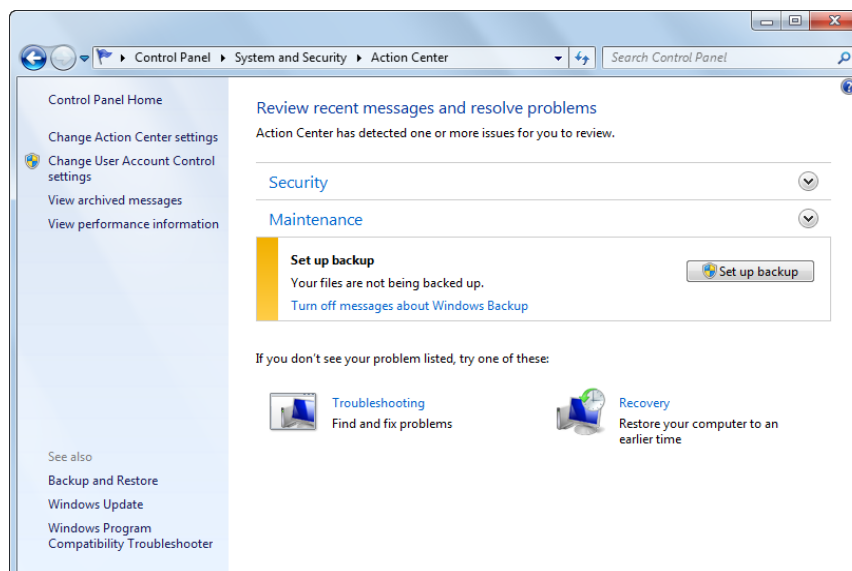 Control Panel System and Security Action Center
Search Control Panel
Control Panel Home
Change Action Center settings
Change User Account Control
settings
View archived messages
View performance information
See also
Backup and Restore
Windows Update
Windows Program
Compatibility Troubleshooter
Review recent messages and resolve problems
Action Center has detected one or more issues for you to review.
Security
Maintenance
Set up backup
Your files are not being backed up.
Turn off messages about Windows Backup
Set up backup
If you don't see your problem listed, try one of these:
Troubleshooting
Find and fix problems
Recovery
Restore your computer to an
earlier time